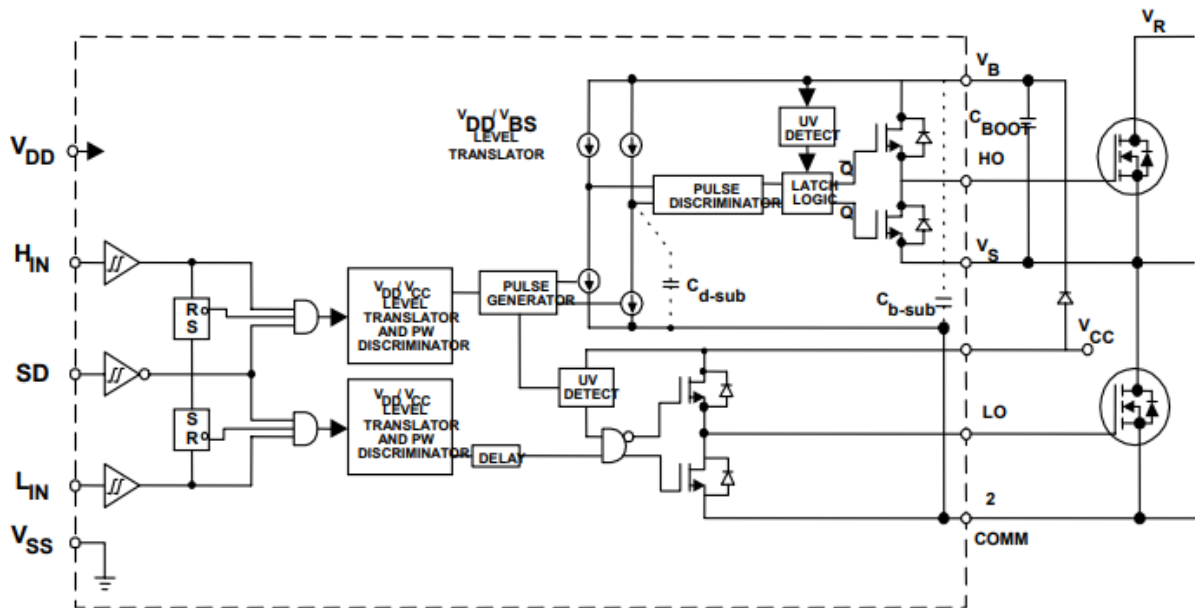 V_R
V_B
V_DD/V_BS
LEVEL
TRANSLATOR
UV
DETECT
C_BOOT
V_DD
HO
Q̅
PULSE
DISCRIMINATOR
LATCH
LOGIC
Q
H_IN
V_S
V_DD/V_CC
LEVEL
TRANSLATOR
AND PW
DISCRIMINATOR
PULSE
GENERATOR
C_d-sub
C_b-sub
R
S
V_CC
SD
UV
DETECT
V_DD/V_CC
LEVEL
TRANSLATOR
AND PW
DISCRIMINATOR
S
R
LO
DELAY
L_IN
2
V_SS
COMM